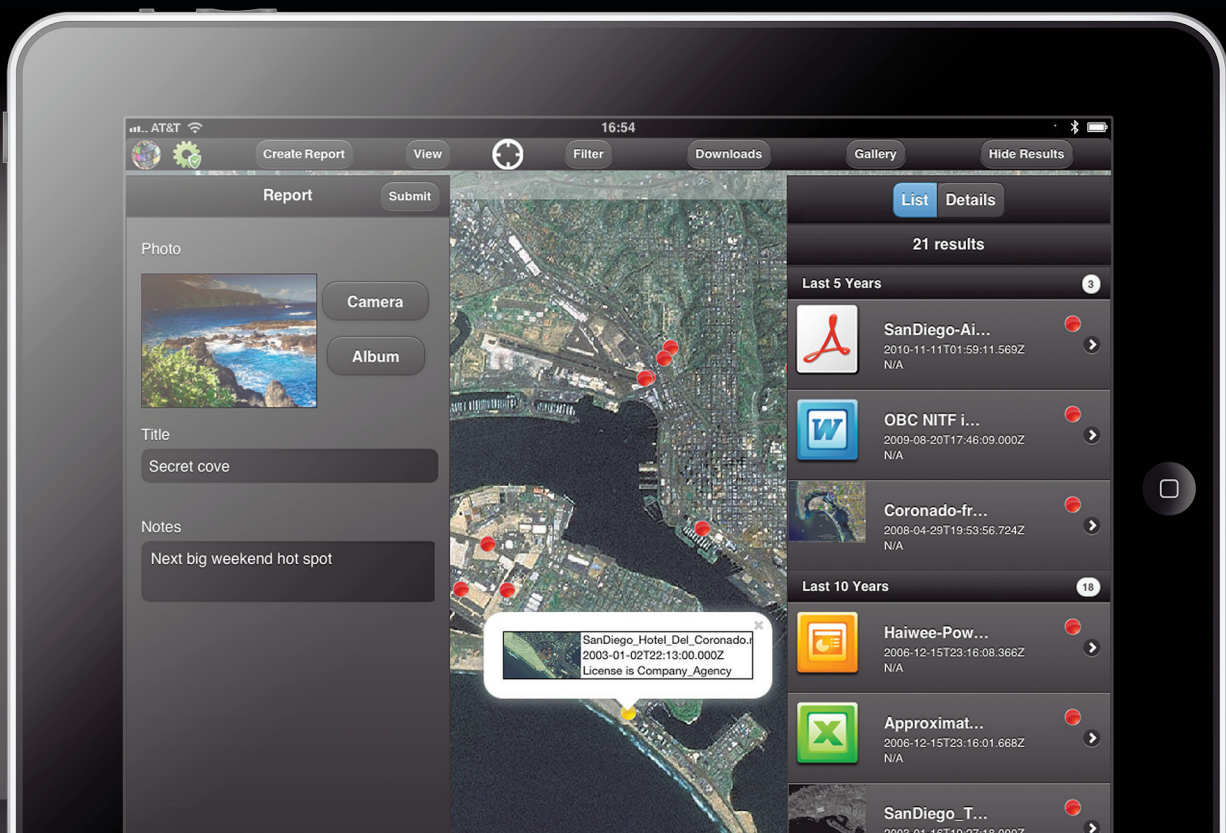 AT&T
16:54
Create Report
View
Filter
Downloads
Gallery
Hide Results
Report
Submit
Photo
Camera
Album
Title
Secret cove
Notes
Next big weekend hot spot
SanDiego_Hotel_Del_Coronado.r
2003-01-02T22:13:00.000Z
License is Company_Agency
List
Details
21 results
Last 5 Years
3
SanDiego-Ai...
2010-11-11T01:59:11.569Z
N/A
W
OBC NITF i...
2009-08-20T17:46:09.000Z
N/A
Coronado-fr...
2008-04-29T19:53:56.724Z
N/A
Last 10 Years
18
Haiwee-Pow...
2006-12-15T23:16:08.366Z
N/A
X
Approximat...
2006-12-15T23:16:01.668Z
N/A
SanDiego_T...